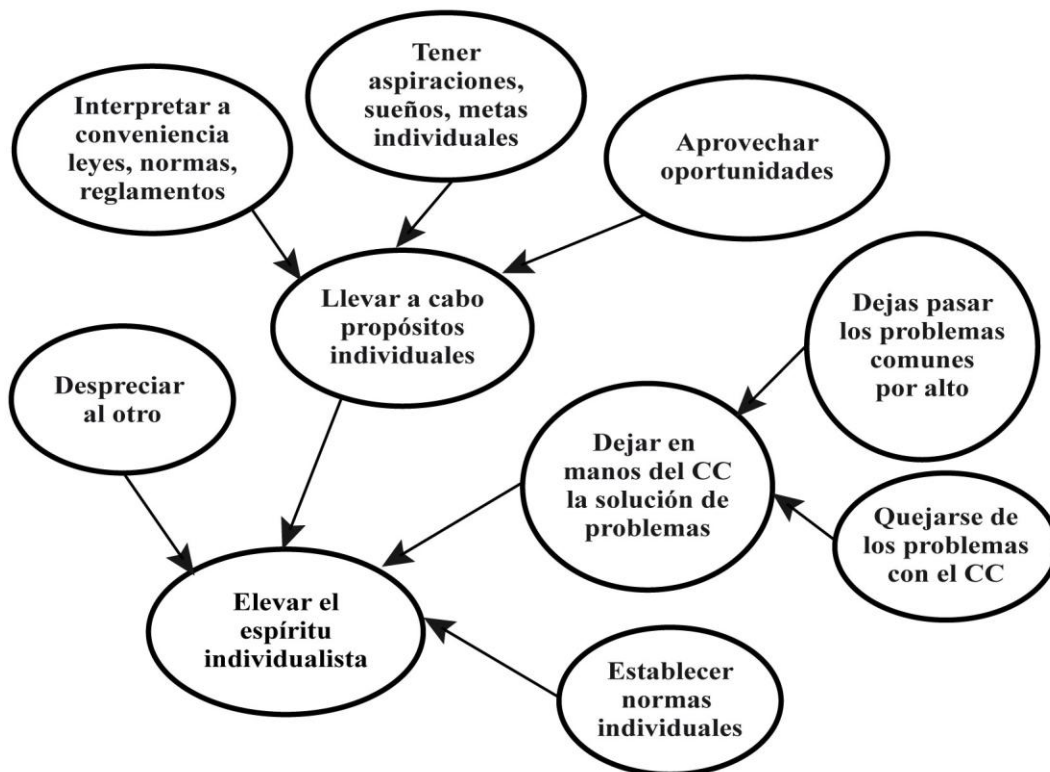 Tener
aspiraciones,
sueños, metas
individuales
Interpretar a
conveniencia
leyes, normas,
reglamentos
Aprovechar
oportunidades
Llevar a cabo
propósitos
individuales
Dejas pasar
los problemas
comunes
por alto
Despreciar
al otro
Dejar en
manos del CC
la solución de
problemas
Quejarse de
los problemas
con el CC
Elevar el
espíritu
individualista
Establecer
normas
individuales